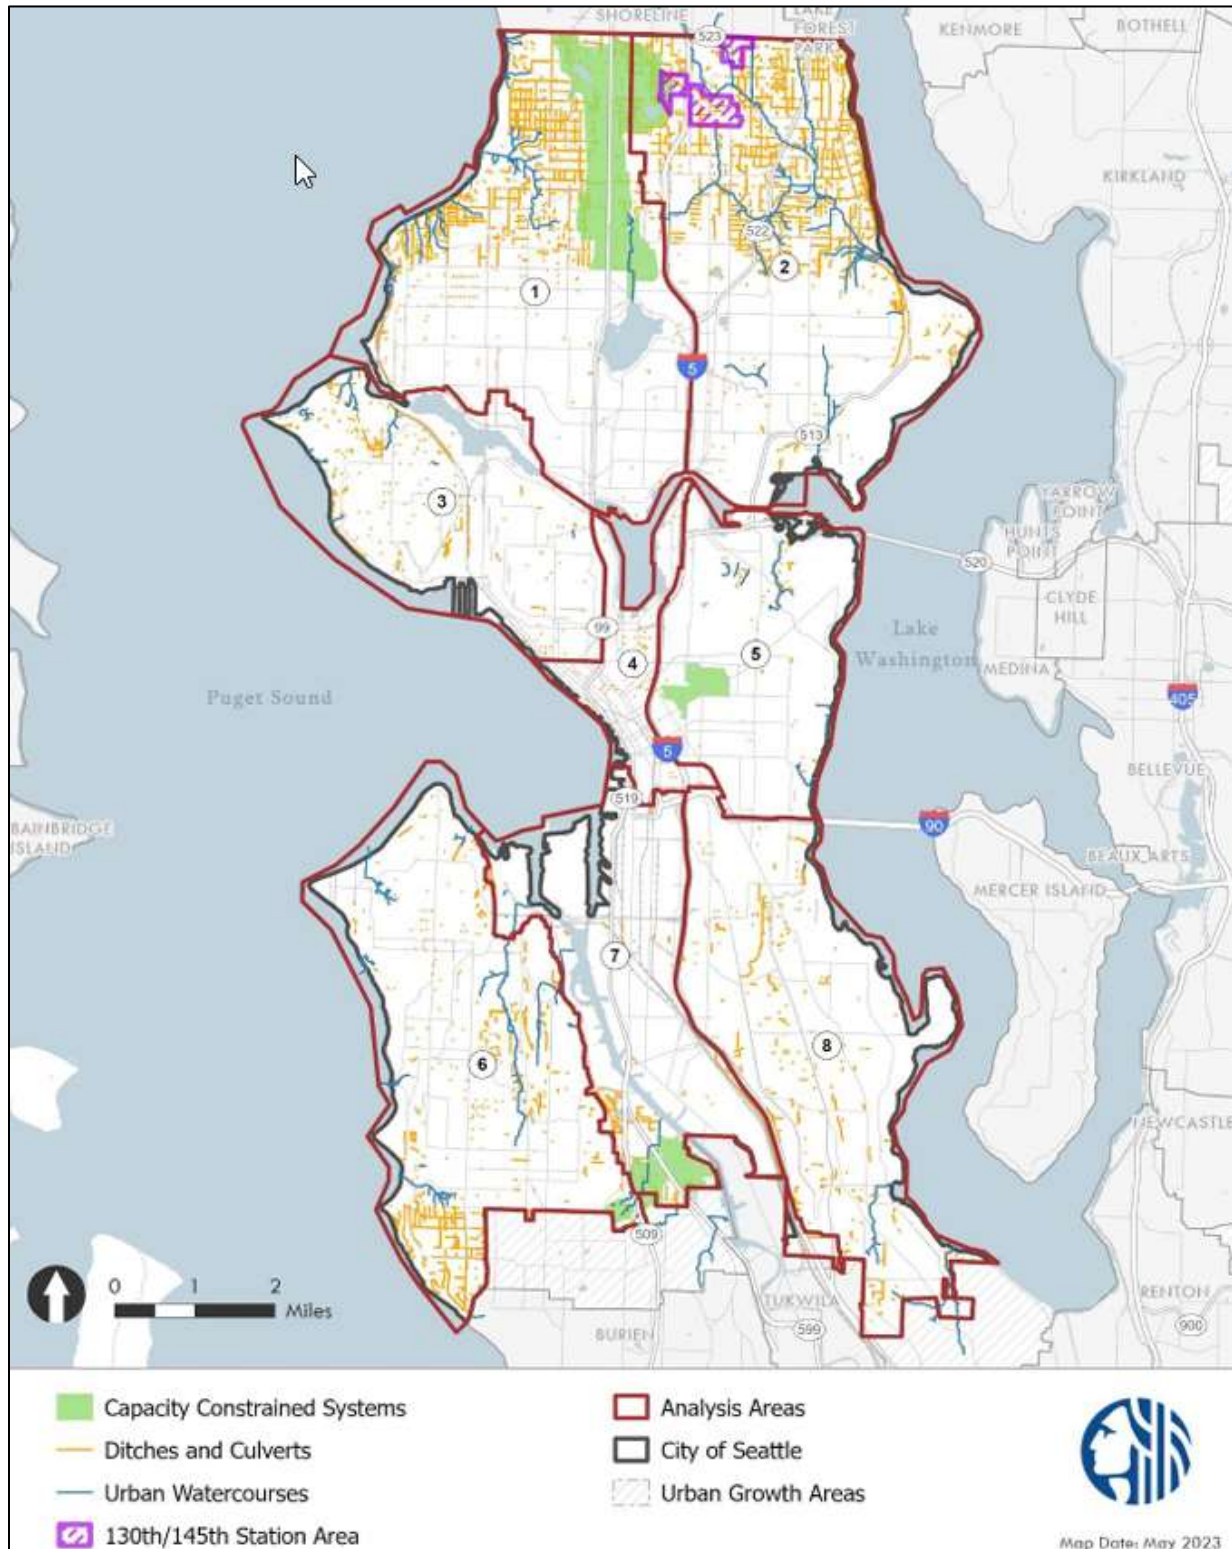 SHORELINE
LAKE
FOREST
PARK
KENMORE
BOTHELL
523
KIRKLAND
522
2
1
5
513
3
YARROW
POINT
HUNTS
POINT
520
CLYDE
HILL
99
Lake
Washington
4
5
MEDINA
Puget Sound
405
5
BELLEVUE
519
90
BAINBRIDGE
ISLAND
BEAUX ARTS
MERCER ISLAND
7
8
6
NEWCASTLE
509
0 1 2
Miles
TUKWILA
RENTON
BURIEN
599
900
Capacity Constrained Systems
Ditches and Culverts
Urban Watercourses
130th/145th Station Area
Analysis Areas
City of Seattle
Urban Growth Areas
Map Date: May 2023